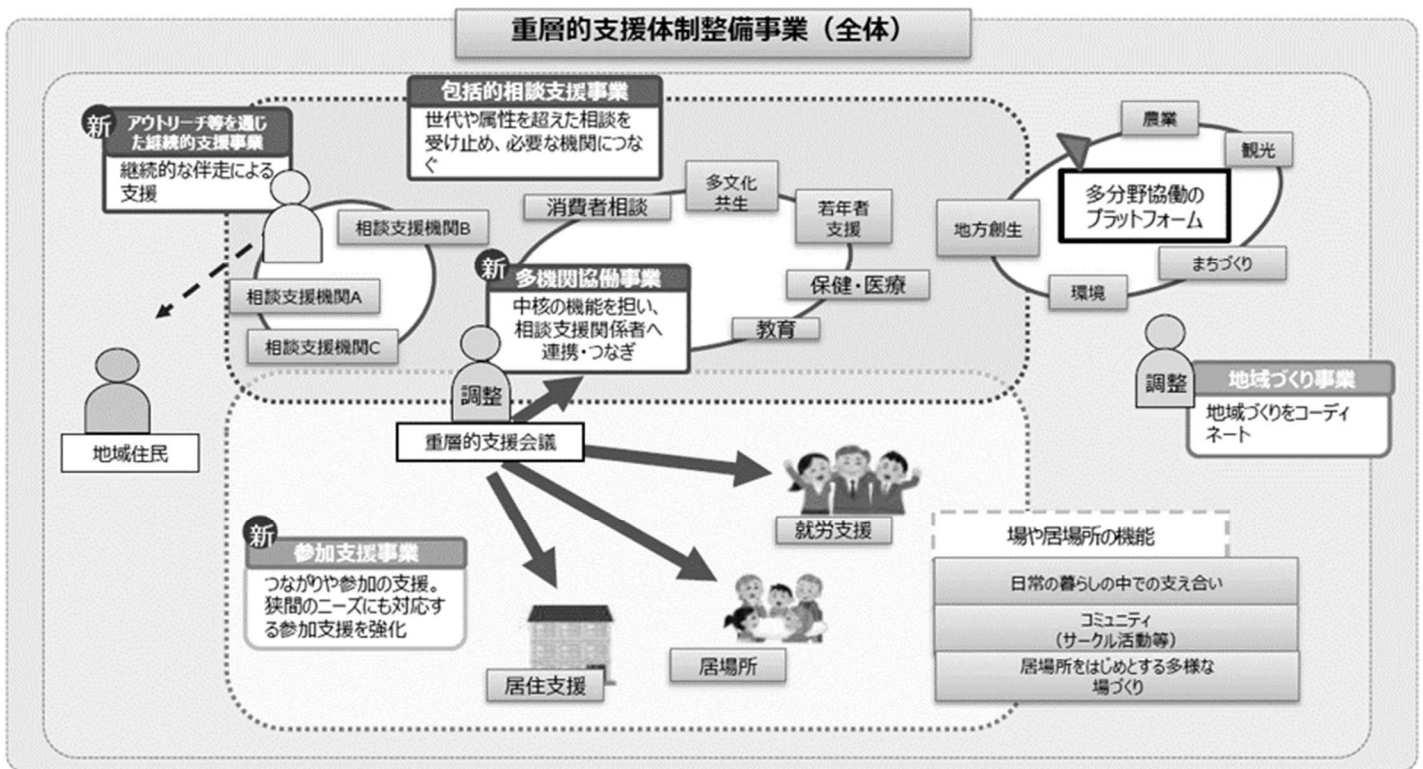 重層的支援体制整備事業（全体）
新
アウトリーチ等を通じ
た継続的支援事業
継続的な伴走による
支援
包括的相談支援事業
世代や属性を超えた相談を
受け止め、必要な機関につな
ぐ
相談支援機関B
相談支援機関A
相談支援機関C
地域住民
消費者相談
多文化
共生
若年者
支援
保健・医療
教育
新
多機関協働事業
中核の機能を担い、
相談支援関係者へ
連携・つなぎ
調整
重層的支援会議
農業
観光
多分野協働の
プラットフォーム
地方創生
まちづくり
環境
調整
地域づくり事業
地域づくりをコーディ
ネート
新
参加支援事業
つながりや参加の支援。
狭間のニーズにも対応す
る参加支援を強化
就労支援
居場所
居住支援
場や居場所の機能
日常の暮らしの中での支え合い
コミュニティ
（サークル活動等）
居場所をはじめとする多様な
場づくり